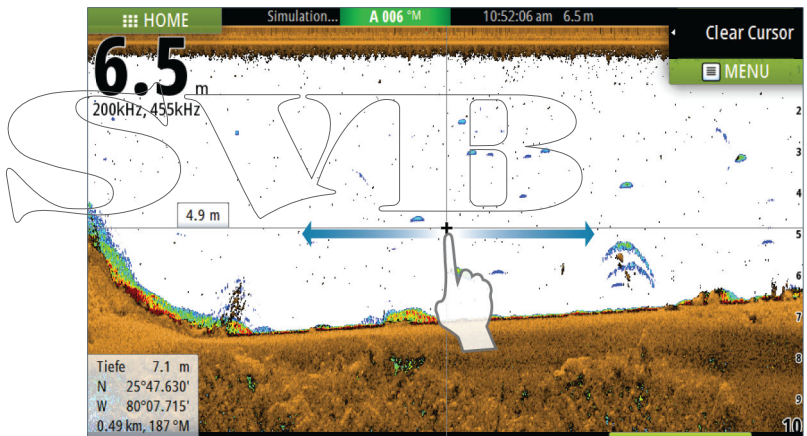 HOME
Simulation...
A 006 °M
10:52:06 am 6.5 m
Clear Cursor
MENU
6.5 m
200kHz, 455kHz
SVB
2
3
4
4.9 m
5
6
7
8
9
10
Tiefe 7.1 m
N 25°47.630'
W 80°07.715'
0.49 km, 187 °M